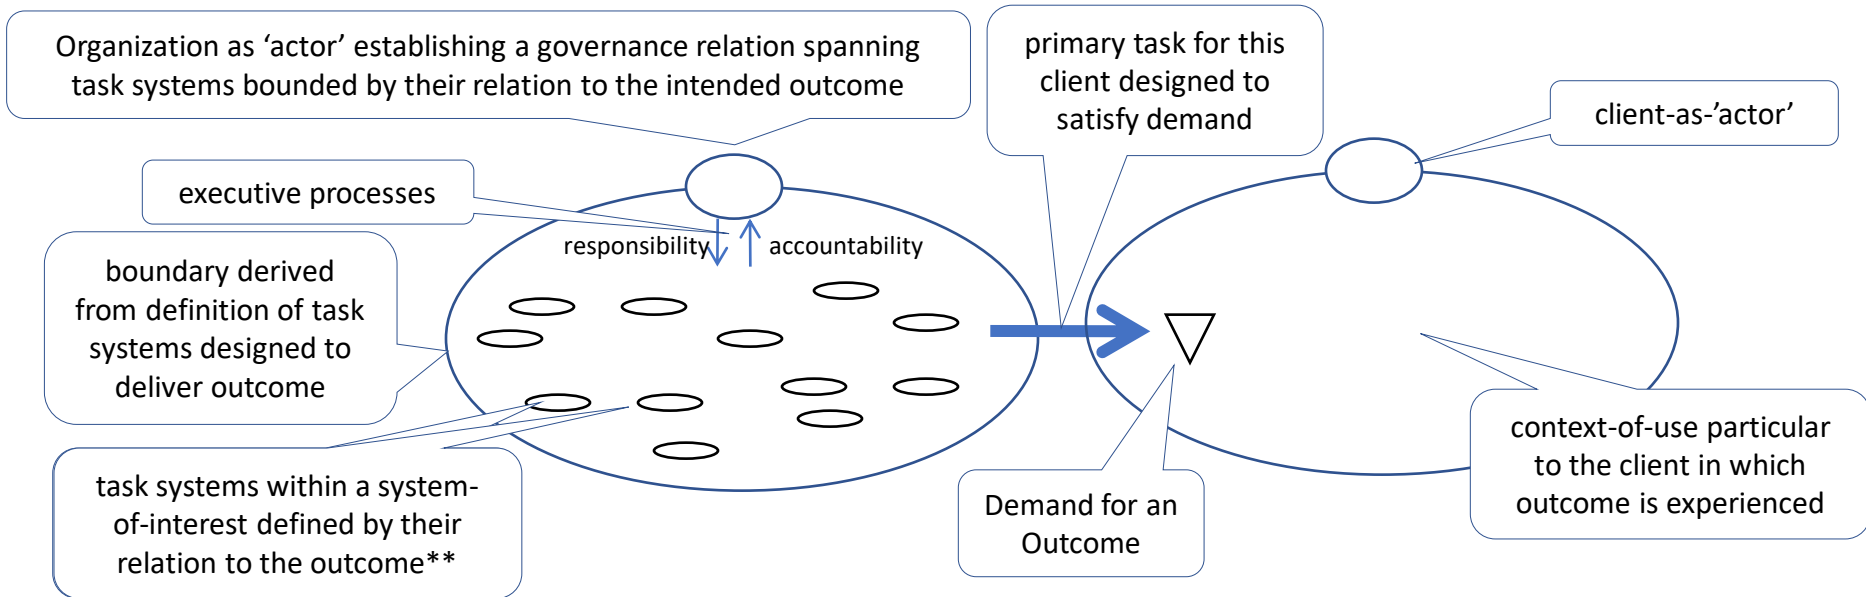 Organization as ‘actor’ establishing a governance relation spanning
task systems bounded by their relation to the intended outcome
primary task for this
client designed to
satisfy demand
client-as-’actor’
executive processes
responsibility
accountability
boundary derived
from definition of task
systems designed to
deliver outcome
task systems within a system-
of-interest defined by their
relation to the outcome**
Demand for an
Outcome
context-of-use particular
to the client in which
outcome is experienced